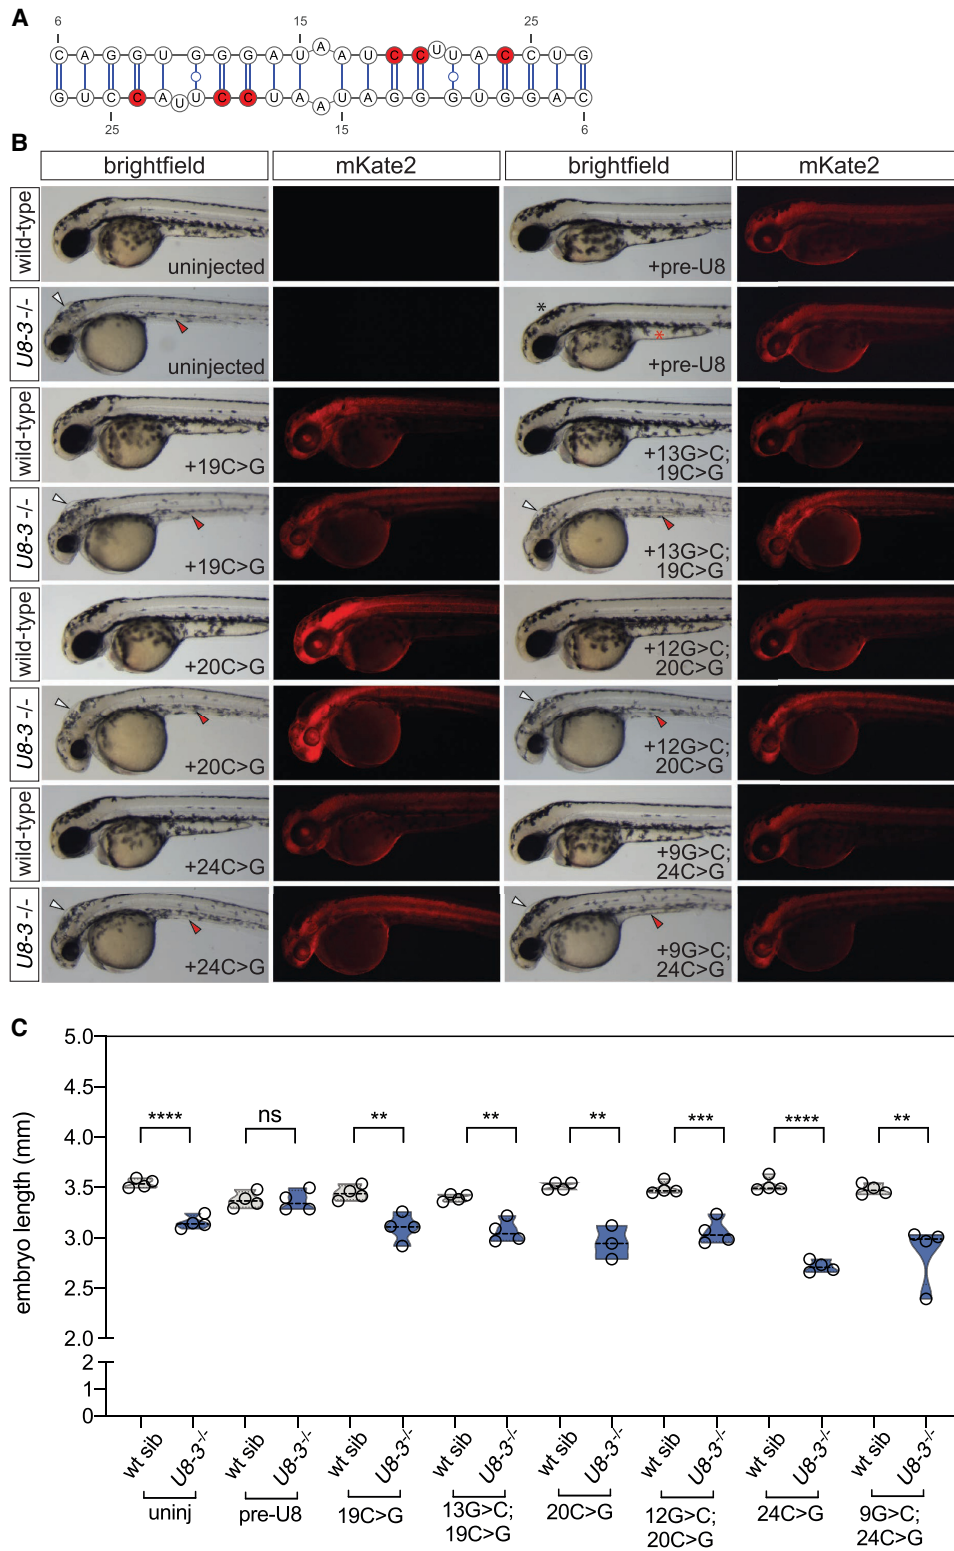 A
6 15 25
C A G G U G G G A U A A U C C U U A C C U G
G U C C A U U C C U A A U A G G G U G G A C
25 15 6
B
brightfield mKate2 brightfield mKate2
wild-type
uninjected
+pre-U8
U8-3 -/-
uninjected
*
*
+pre-U8
wild-type
+19C>G
+13G>C;
19C>G
U8-3 -/-
+19C>G
+13G>C;
19C>G
wild-type
+20C>G
+12G>C;
20C>G
U8-3 -/-
+20C>G
+12G>C;
20C>G
wild-type
+24C>G
+9G>C;
24C>G
U8-3 -/-
+24C>G
+9G>C;
24C>G
C
embryo length (mm)
5.0
4.5
4.0
3.5
3.0
2.5
2.0
2
1
0
**** ns ** ** ** *** **** **
wt sib U8-3-/- wt sib U8-3-/- wt sib U8-3-/- wt sib U8-3-/- wt sib U8-3-/- wt sib U8-3-/- wt sib U8-3-/- wt sib U8-3-/-
uninj
pre-U8
19C>G
13G>C;
19C>G
20C>G
12G>C;
20C>G
24C>G
9G>C;
24C>G